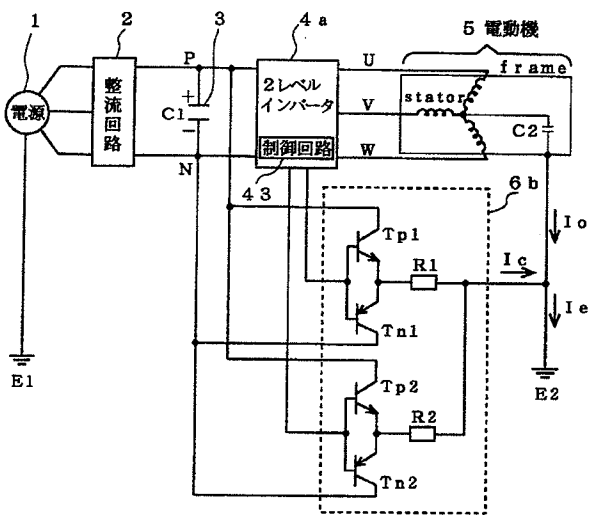 1
2
3
4a
5 電動機
電源
整流回路
P
+
C1
−
N
2レベル
インバータ
制御回路
43
U
V
W
frame
stator
C2
6b
Tp1
Tn1
R1
Ic
Io
Ie
Tp2
Tn2
R2
E1
E2